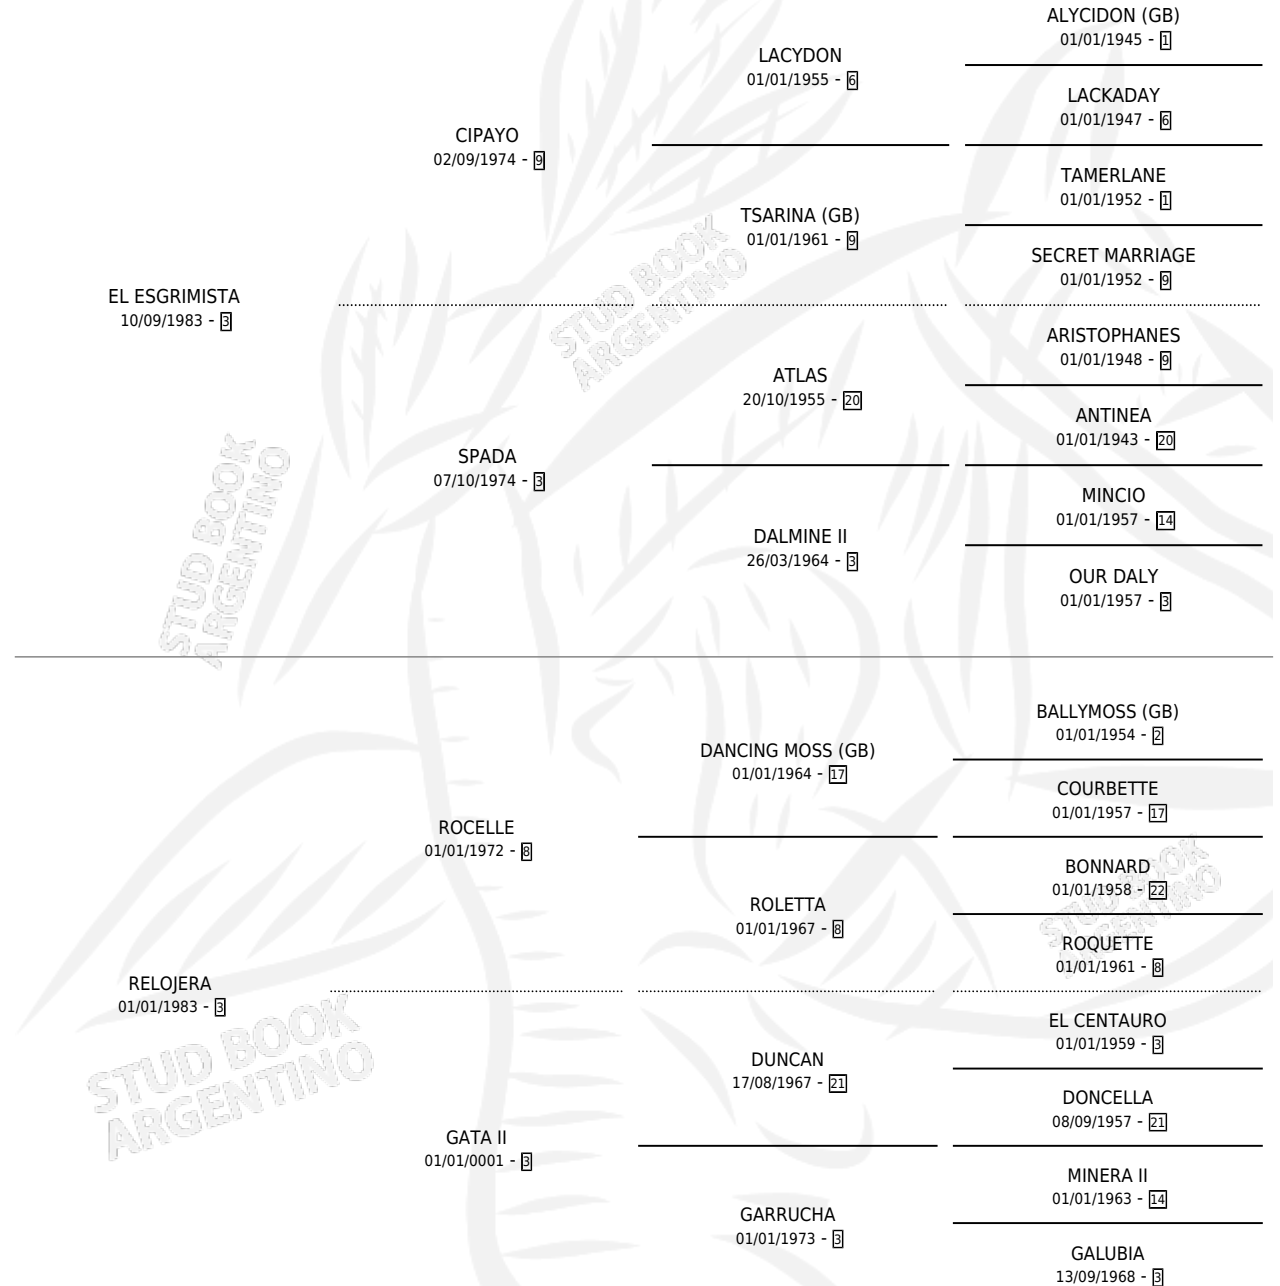 ALYCIDON (GB)
01/01/1945 - 1
LACYDON
01/01/1955 - 6
LACKADAY
01/01/1947 - 6
CIPAYO
02/09/1974 - 9
TAMERLANE
01/01/1952 - 1
TSARINA (GB)
01/01/1961 - 9
SECRET MARRIAGE
01/01/1952 - 9
EL ESGRIMISTA
10/09/1983 - 3
STUD BOOK
ARGENTINO
ARISTOPHANES
01/01/1948 - 9
ATLAS
20/10/1955 - 20
ANTINEA
01/01/1943 - 20
SPADA
07/10/1974 - 3
MINCIO
01/01/1957 - 14
DALMINE II
26/03/1964 - 3
OUR DALY
01/01/1957 - 3
STUD BOOK
ARGENTINO
BALLYMOSS (GB)
01/01/1954 - 2
DANCING MOSS (GB)
01/01/1964 - 17
COURBETTE
01/01/1957 - 17
ROCELLE
01/01/1972 - 8
BONNARD
01/01/1958 - 22
ROLETTA
01/01/1967 - 8
ROQUETTE
01/01/1961 - 8
STUD BOOK
ARGENTINO
RELOJERA
01/01/1983 - 3
EL CENTAURO
01/01/1959 - 3
DUNCAN
17/08/1967 - 21
DONCELLA
08/09/1957 - 21
STUD BOOK
ARGENTINO
GATA II
01/01/0001 - 3
MINERA II
01/01/1963 - 14
GARRUCHA
01/01/1973 - 3
GALUBIA
13/09/1968 - 3